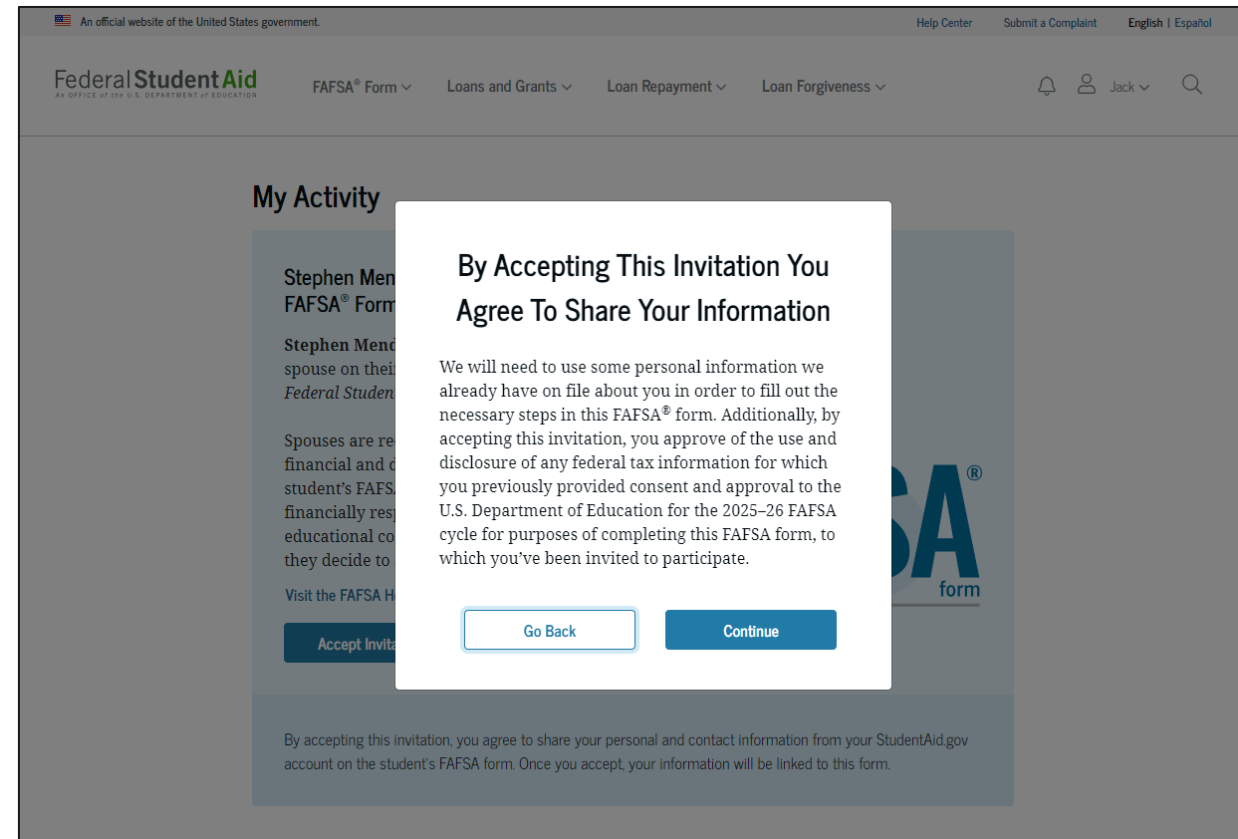 An official website of the United States government.
Help Center Submit a Complaint English | Español
Federal Student Aid
An OFFICE of the U.S. DEPARTMENT of EDUCATION
FAFSA® Form Loans and Grants Loan Repayment Loan Forgiveness Jack
My Activity
Stephen Men
FAFSA® Form
Stephen Mend
spouse on thei
Federal Studen
Spouses are re
financial and d
student's FAFS
financially resp
educational co
they decide to
Visit the FAFSA H
Accept Invita
SA®
form
By Accepting This Invitation You
Agree To Share Your Information
We will need to use some personal information we
already have on file about you in order to fill out the
necessary steps in this FAFSA® form. Additionally, by
accepting this invitation, you approve of the use and
disclosure of any federal tax information for which
you previously provided consent and approval to the
U.S. Department of Education for the 2025–26 FAFSA
cycle for purposes of completing this FAFSA form, to
which you've been invited to participate.
Go Back Continue
By accepting this invitation, you agree to share your personal and contact information from your StudentAid.gov
account on the student's FAFSA form. Once you accept, your information will be linked to this form.